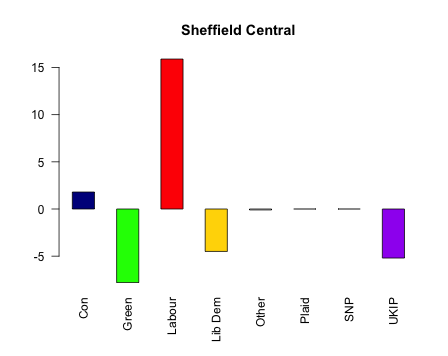 Sheffield Central
15
10
5
0
-5
Con
Green
Labour
Lib Dem
Other
Plaid
SNP
UKIP